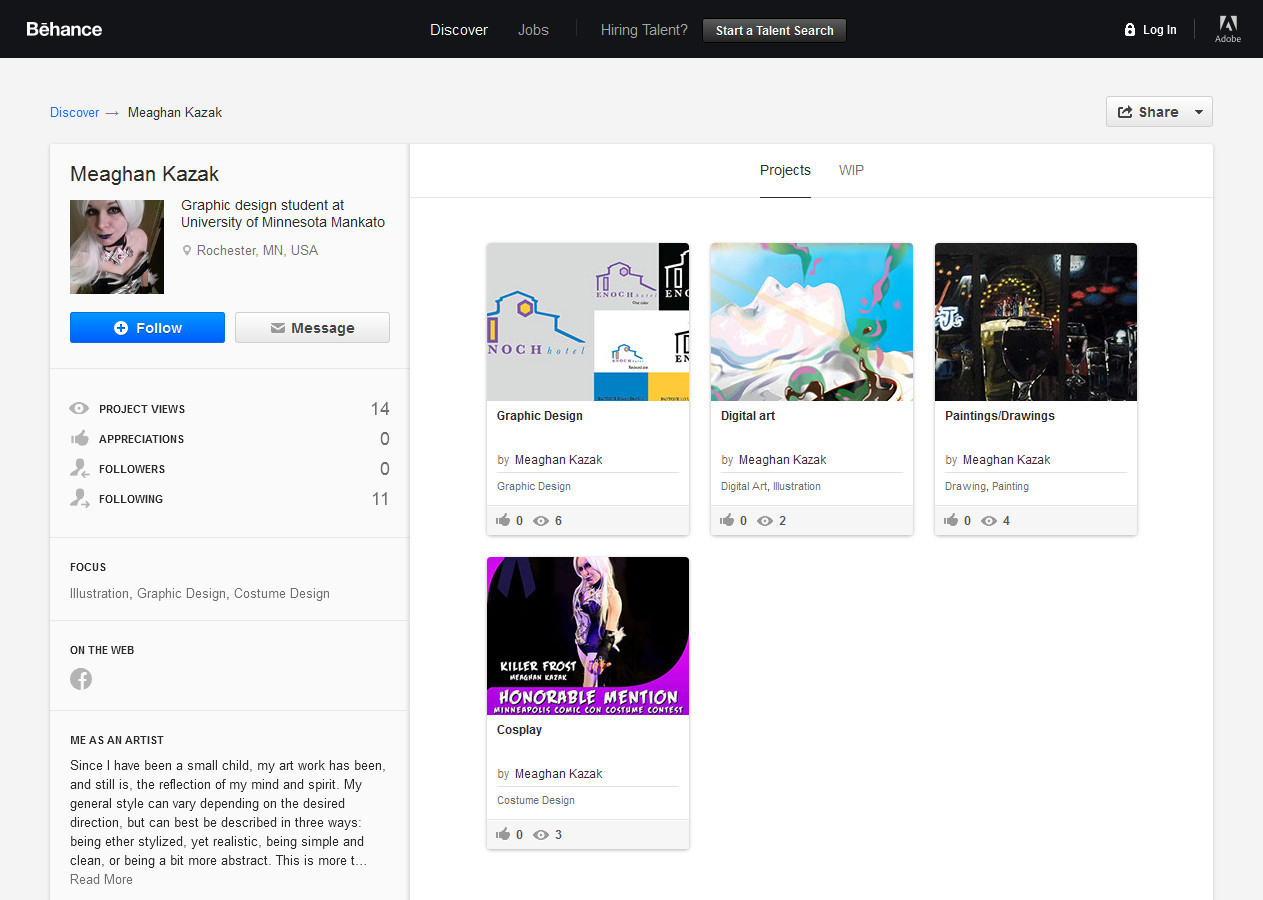 Bēhance
Discover Jobs Hiring Talent? Start a Talent Search Log In Adobe
Discover → Meaghan Kazak
Share
Meaghan Kazak
Graphic design student at
University of Minnesota Mankato
Rochester, MN, USA
Follow Message
PROJECT VIEWS 14
APPRECIATIONS 0
FOLLOWERS 0
FOLLOWING 11
FOCUS
Illustration, Graphic Design, Costume Design
ON THE WEB
ME AS AN ARTIST
Since I have been a small child, my art work has been,
and still is, the reflection of my mind and spirit. My
general style can vary depending on the desired
direction, but can best be described in three ways:
being ether stylized, yet realistic, being simple and
clean, or being a bit more abstract. This is more t...
Read More
Projects WIP
NOCH hotel
ENOCH hotel
One color
ENOC
ENOCH hotel
Reduced size
ENO
Graphic Design
by Meaghan Kazak
Graphic Design
0 6
Digital art
by Meaghan Kazak
Digital Art, Illustration
0 2
Paintings/Drawings
by Meaghan Kazak
Drawing, Painting
0 4
KILLER FROST
MEAGHAN KAZAK
HONORABLE MENTION
MINNEAPOLIS COMIC CON COSTUME CONTEST
Cosplay
by Meaghan Kazak
Costume Design
0 3